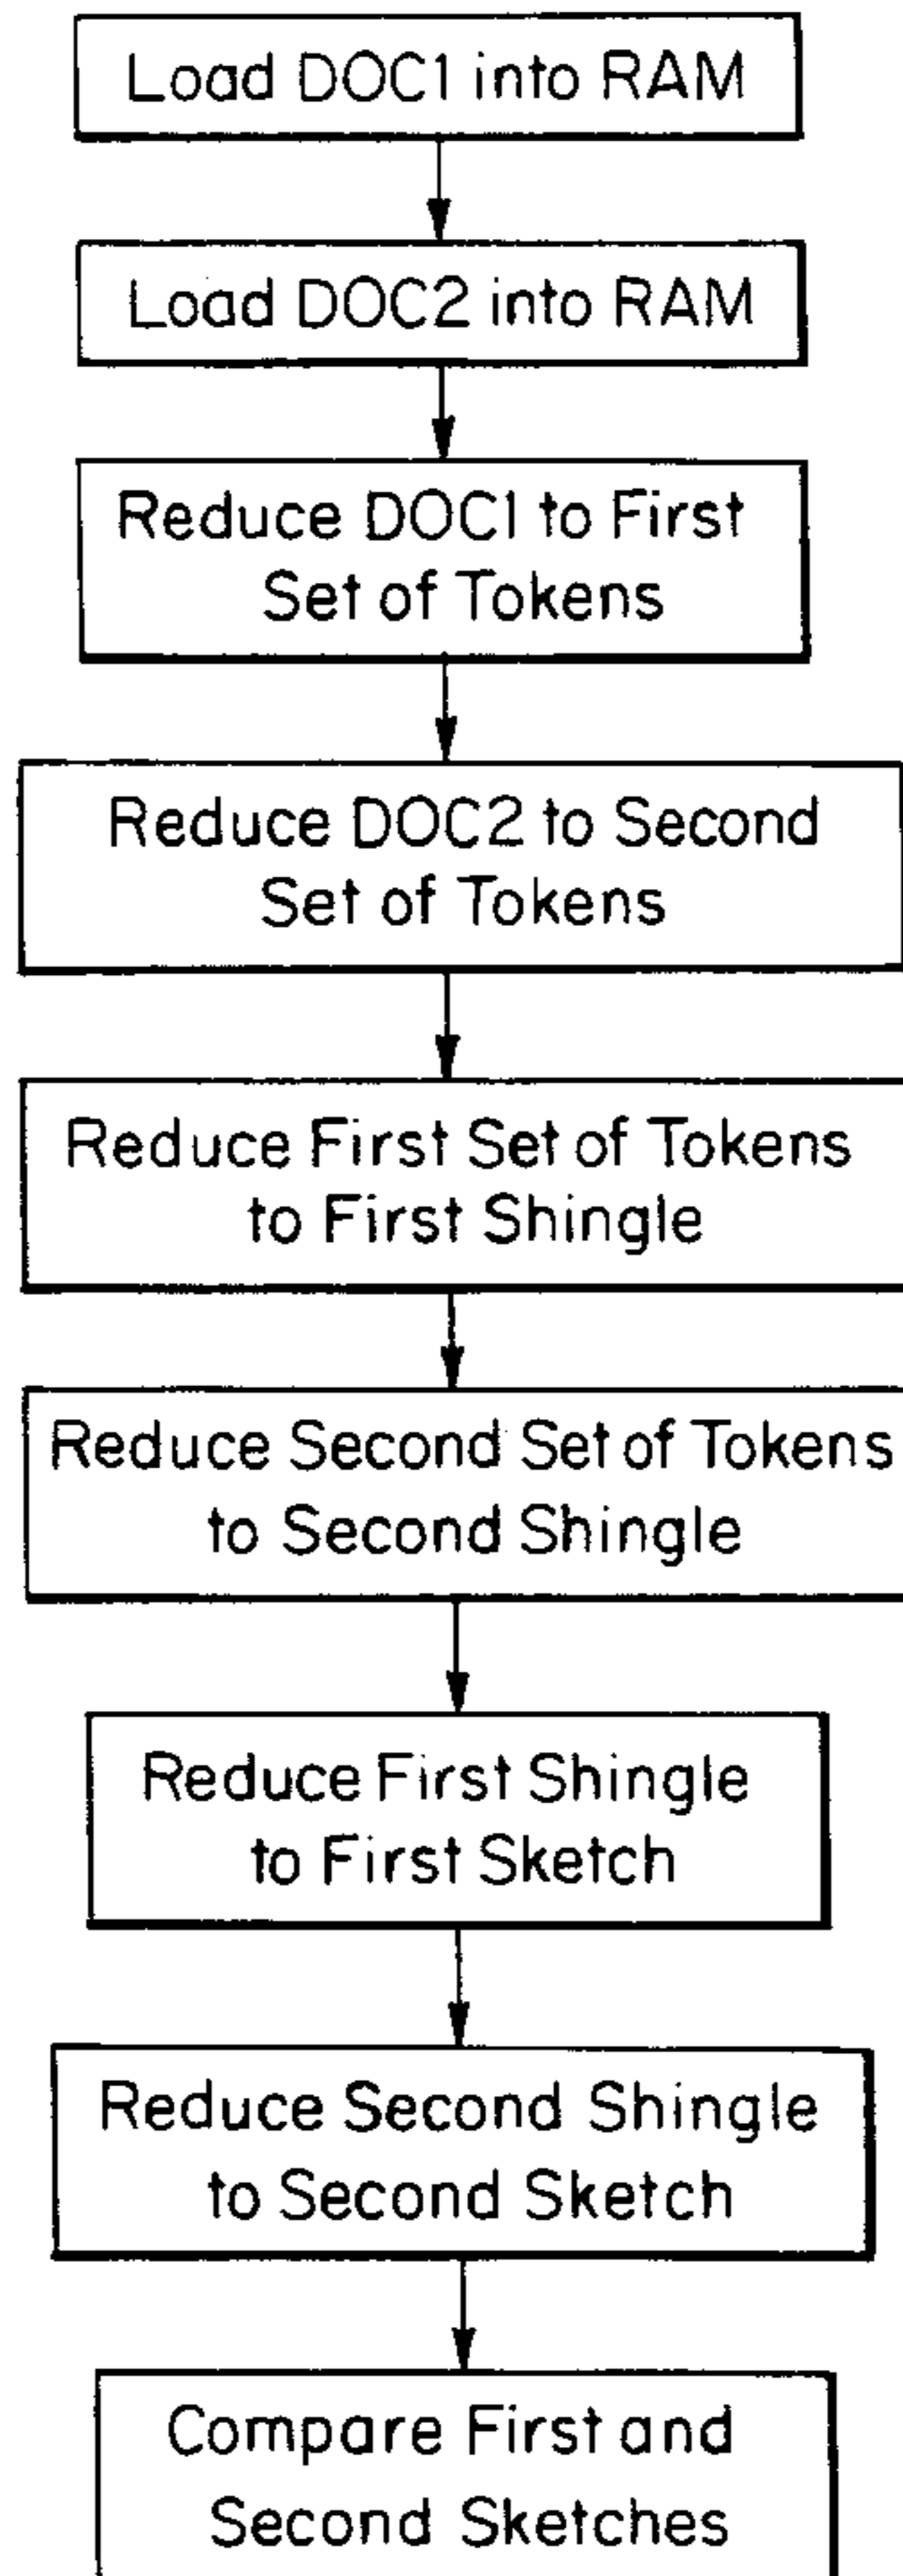 Load DOC1 into RAM
Load DOC2 into RAM
Reduce DOC1 to First
Set of Tokens
Reduce DOC2 to Second
Set of Tokens
Reduce First Set of Tokens
to First Shingle
Reduce Second Set of Tokens
to Second Shingle
Reduce First Shingle
to First Sketch
Reduce Second Shingle
to Second Sketch
Compare First and
Second Sketches